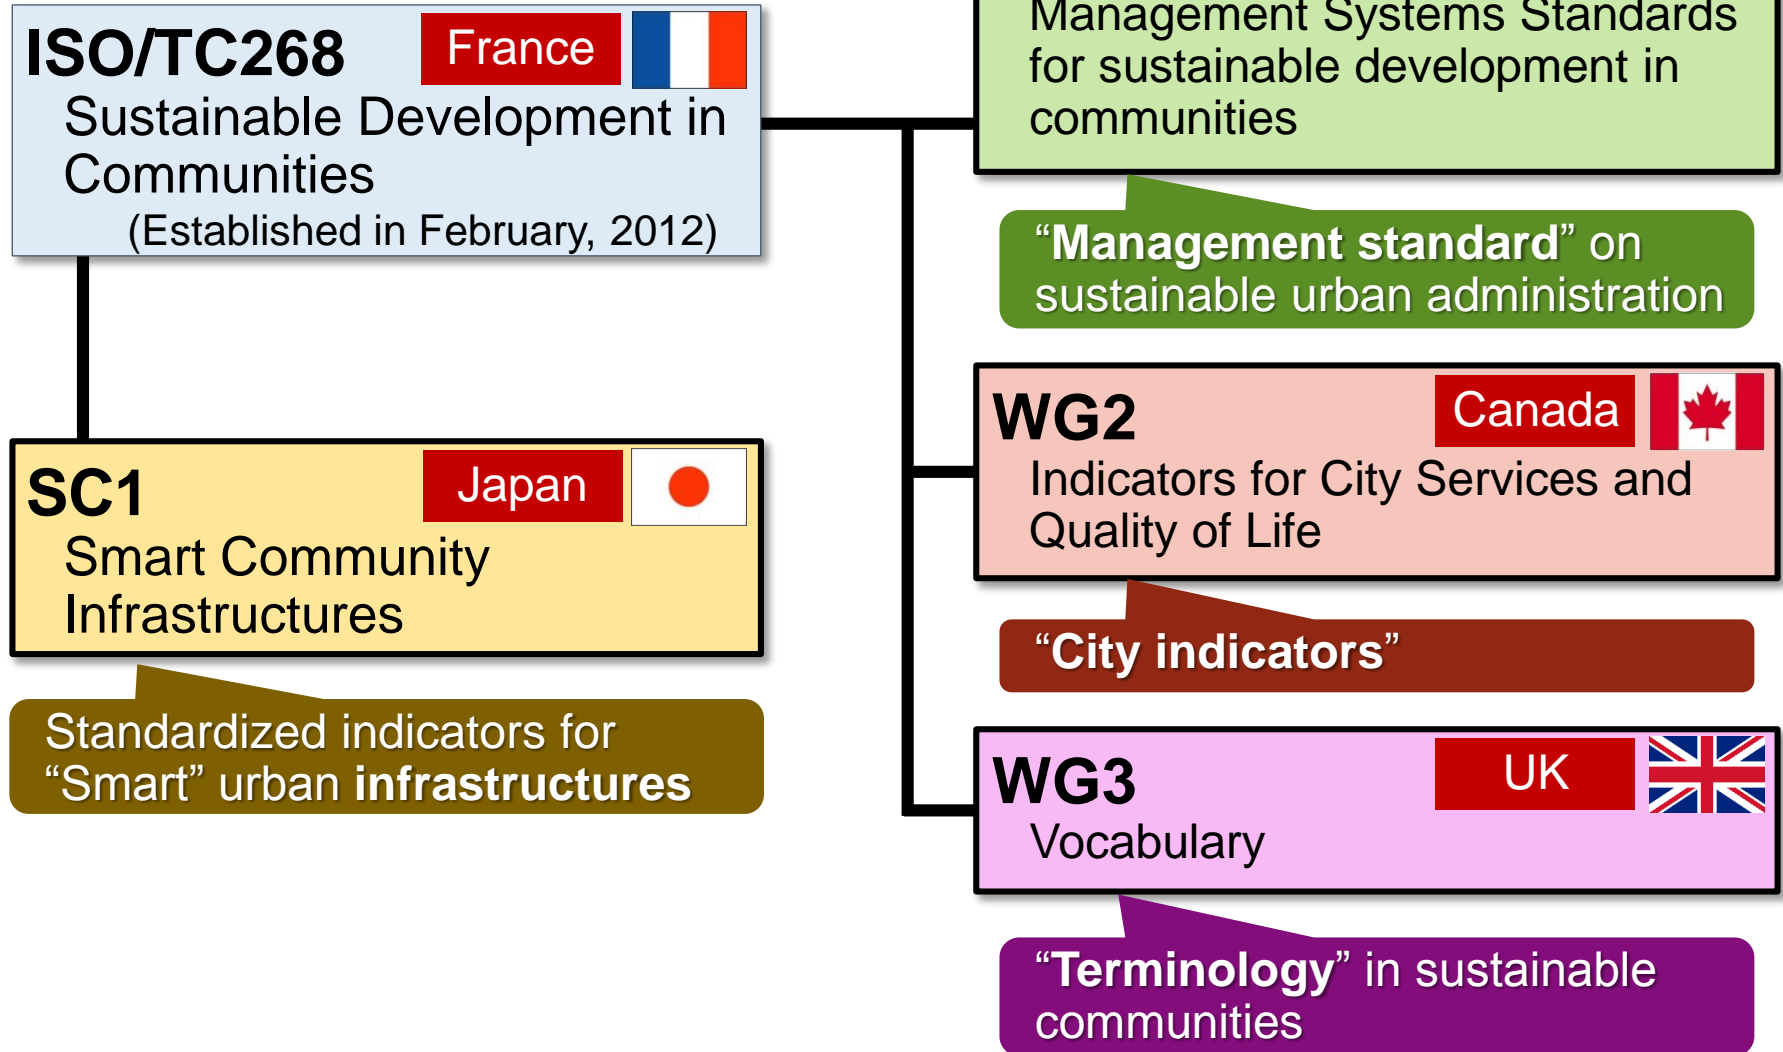 ISO/TC268
France
Sustainable Development in
Communities
(Established in February, 2012)
SC1
Japan
Smart Community
Infrastructures
Standardized indicators for
“Smart” urban infrastructures
Management Systems Standards
for sustainable development in
communities
“Management standard” on
sustainable urban administration
WG2
Canada
Indicators for City Services and
Quality of Life
“City indicators”
WG3
UK
Vocabulary
“Terminology” in sustainable
communities